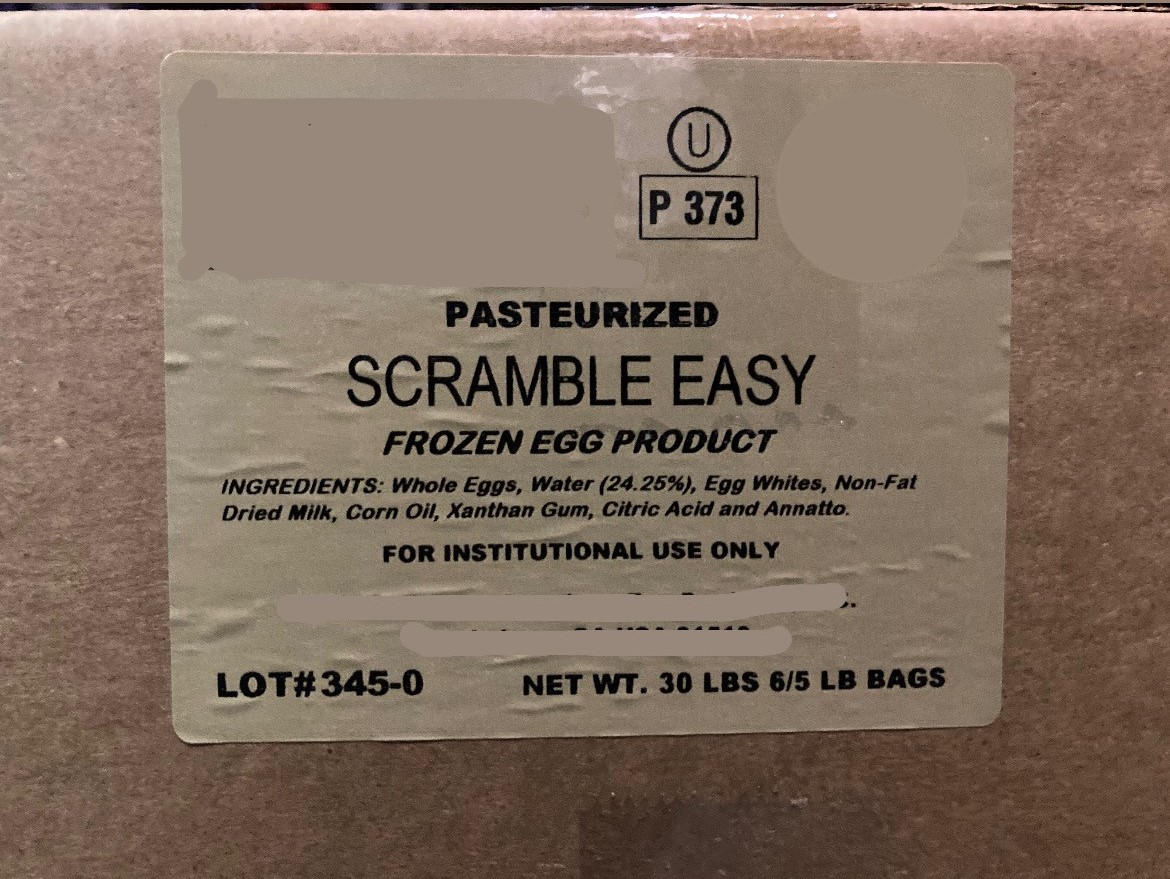 U
P 373
PASTEURIZED
SCRAMBLE EASY
FROZEN EGG PRODUCT
INGREDIENTS: Whole Eggs, Water (24.25%), Egg Whites, Non-Fat
Dried Milk, Corn Oil, Xanthan Gum, Citric Acid and Annatto.
FOR INSTITUTIONAL USE ONLY
LOT# 345-0
NET WT. 30 LBS 6/5 LB BAGS